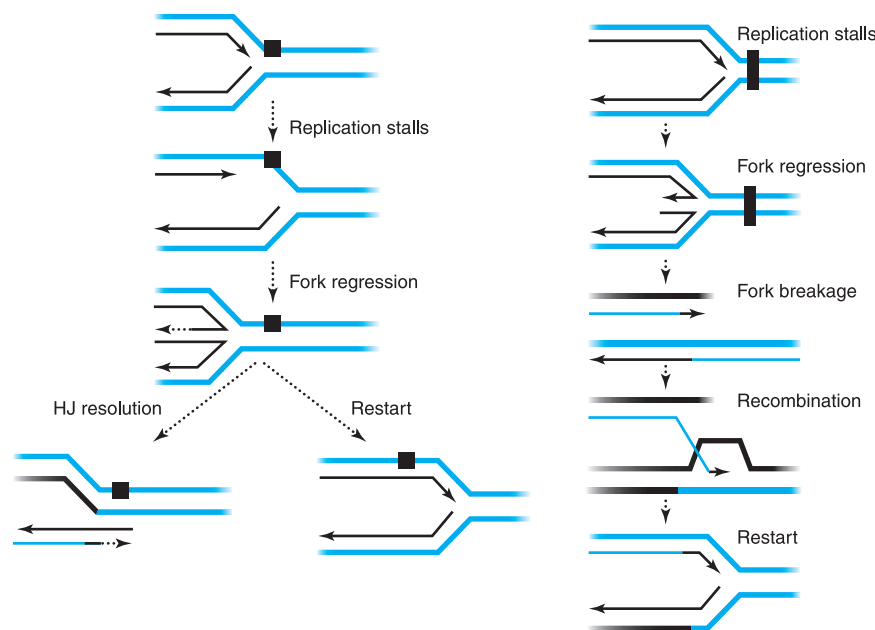 Replication stalls
Fork regression
HJ resolution
Restart
Replication stalls
Fork regression
Fork breakage
Recombination
Restart